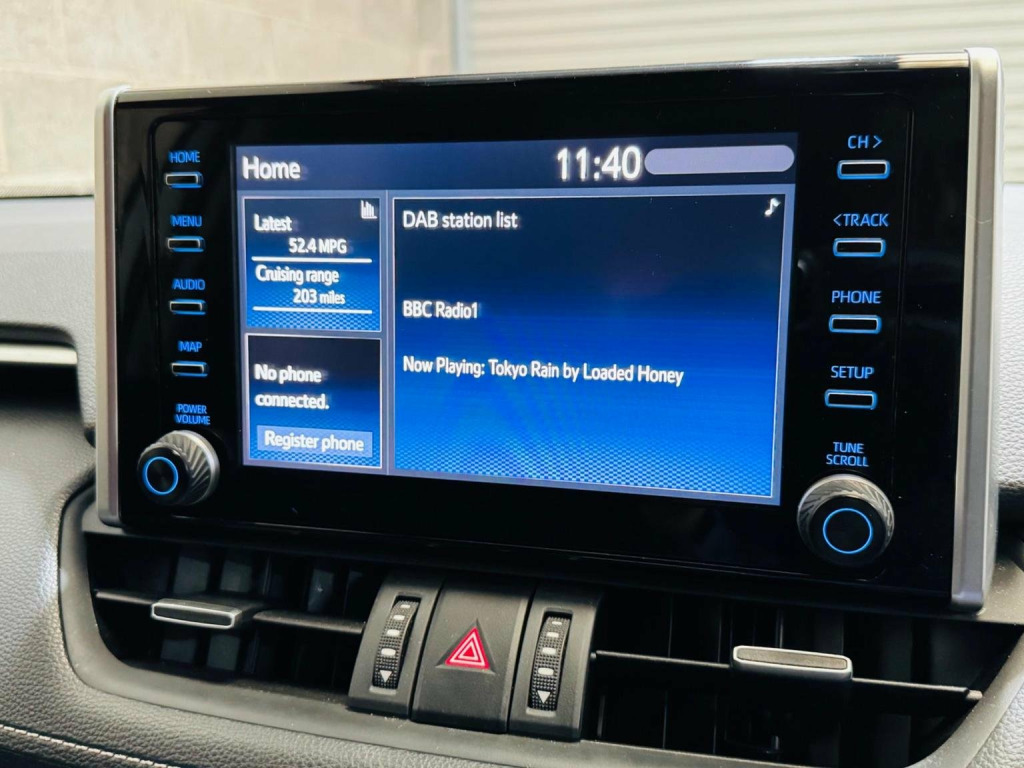 HOME
MENU
AUDIO
MAP
POWER
VOLUME
Home
11:40
Latest
52.4 MPG
Cruising range
203 miles
No phone
connected.
Register phone
DAB station list
BBC Radio1
Now Playing: Tokyo Rain by Loaded Honey
CH >
<TRACK
PHONE
SETUP
TUNE
SCROLL